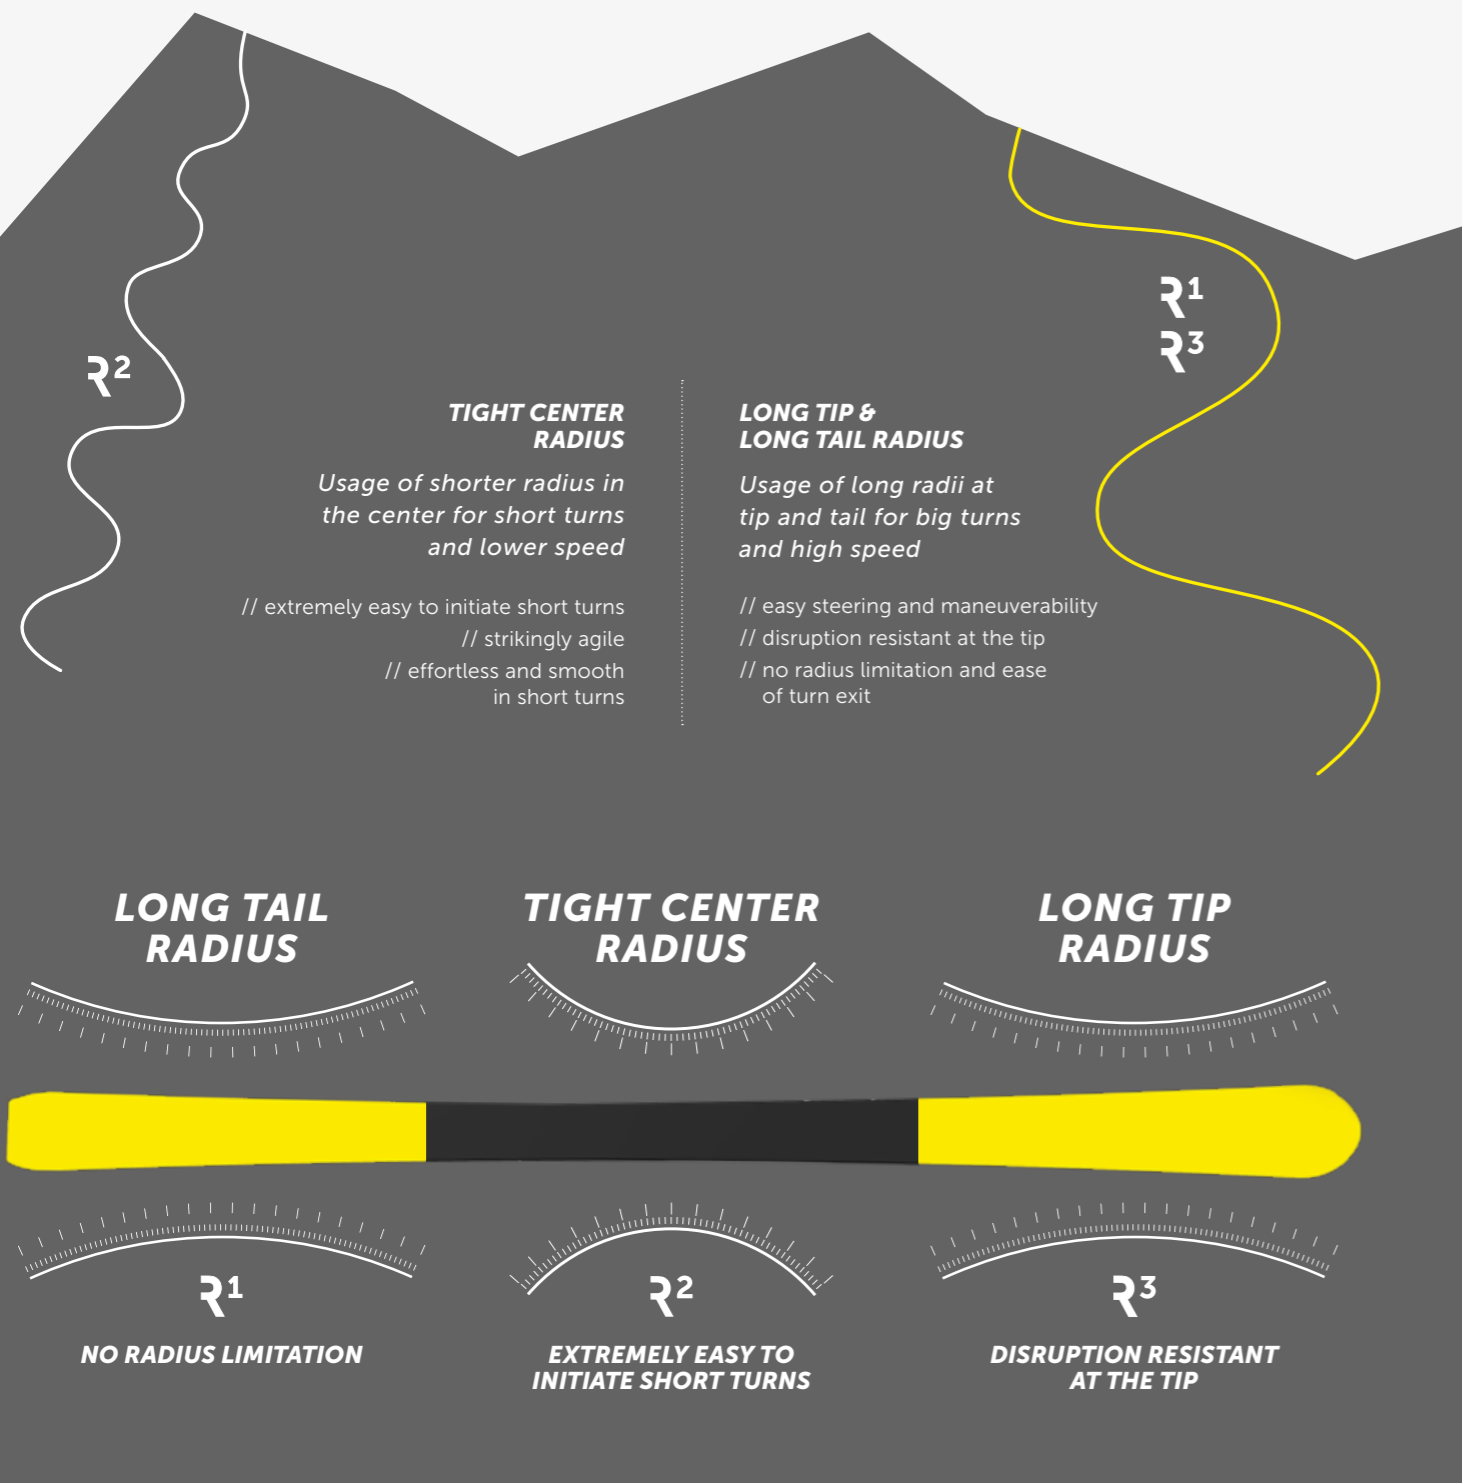 R²
R¹
R³
TIGHT CENTER
RADIUS
Usage of shorter radius in
the center for short turns
and lower speed
// extremely easy to initiate short turns
// strikingly agile
// effortless and smooth
in short turns
LONG TIP &
LONG TAIL RADIUS
Usage of long radii at
tip and tail for big turns
and high speed
// easy steering and maneuverability
// disruption resistant at the tip
// no radius limitation and ease
of turn exit
LONG TAIL
RADIUS
TIGHT CENTER
RADIUS
LONG TIP
RADIUS
R¹
NO RADIUS LIMITATION
R²
EXTREMELY EASY TO
INITIATE SHORT TURNS
R³
DISRUPTION RESISTANT
AT THE TIP